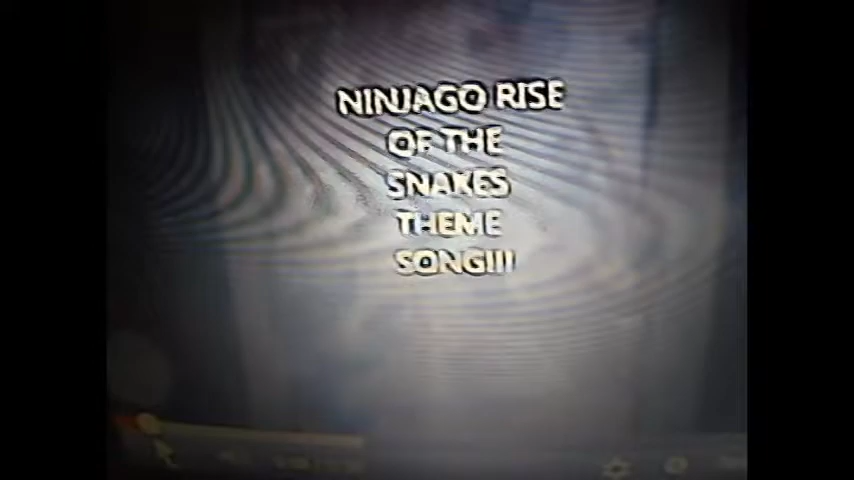 NINJAGO RISE
OF THE
SNAKES
THEME
SONG!!!